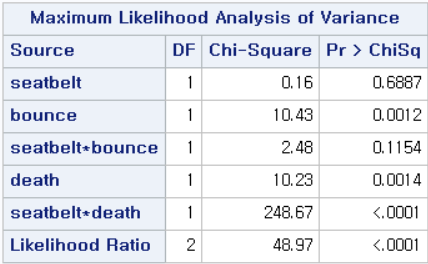 Maximum Likelihood Analysis of Variance
Source DF Chi-Square Pr > ChiSq
seatbelt 1 0.16 0.6887
bounce 1 10.43 0.0012
seatbelt*bounce 1 2.48 0.1154
death 1 10.23 0.0014
seatbelt*death 1 248.67 <.0001
Likelihood Ratio 2 48.97 <.0001